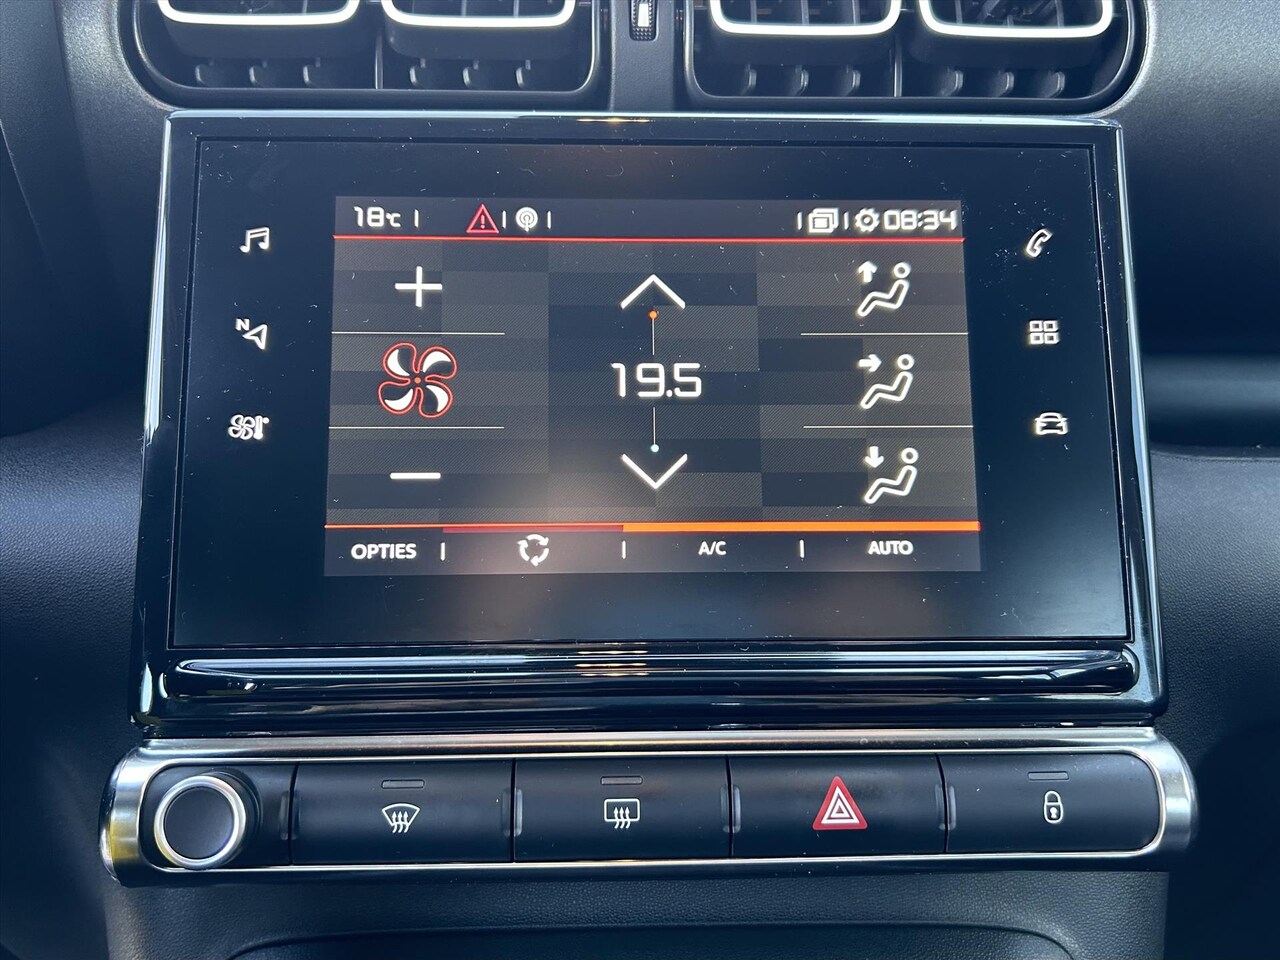 18°C
08:34
N
19.5
OPTIES
A/C
AUTO